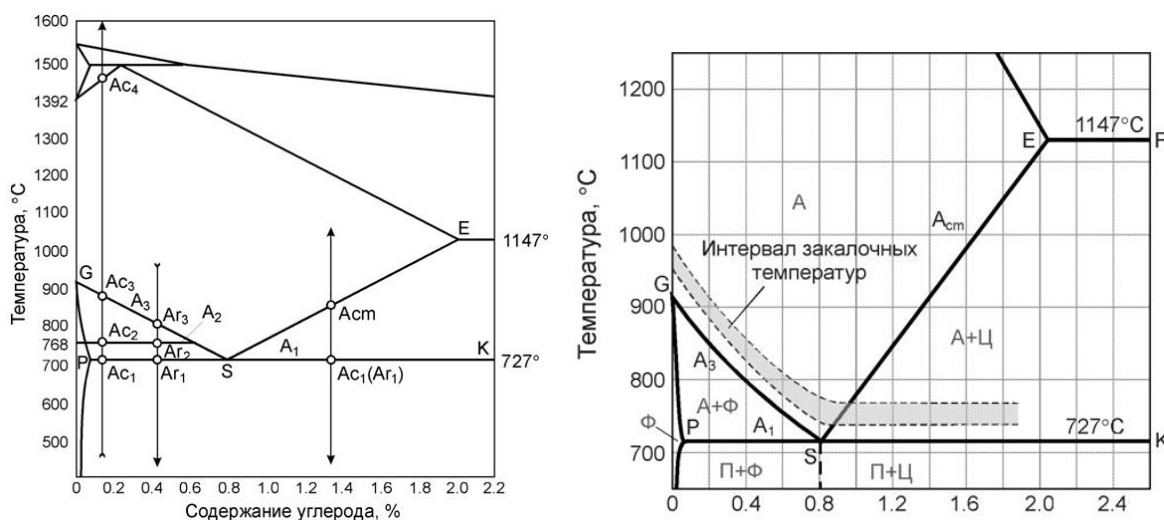 1600
1500
1392
1300
1200
1100
1000
900
800
768
700
500
Температура, °C
Ac4
E
1147°
G
Ac3
A3
Ar3
A2
Acm
Ac2
Ar2
A1
K
P
727°
Ac1
Ar1
S
Ac1(Ar1)
0 0.2 0.4 0.6 0.8 1.0 1.2 1.4 1.6 1.8 2.0 2.2
Содержание углерода, %
1200
1100
1000
900
800
700
Температура, °C
1147°C
E
F
A
Acm
Интервал закалочных
температур
G
А+Ц
A3
А+Ф
Ф
P
A1
727°C
K
S
П+Ф
П+Ц
0 0.4 0.8 1.2 1.6 2.0 2.4